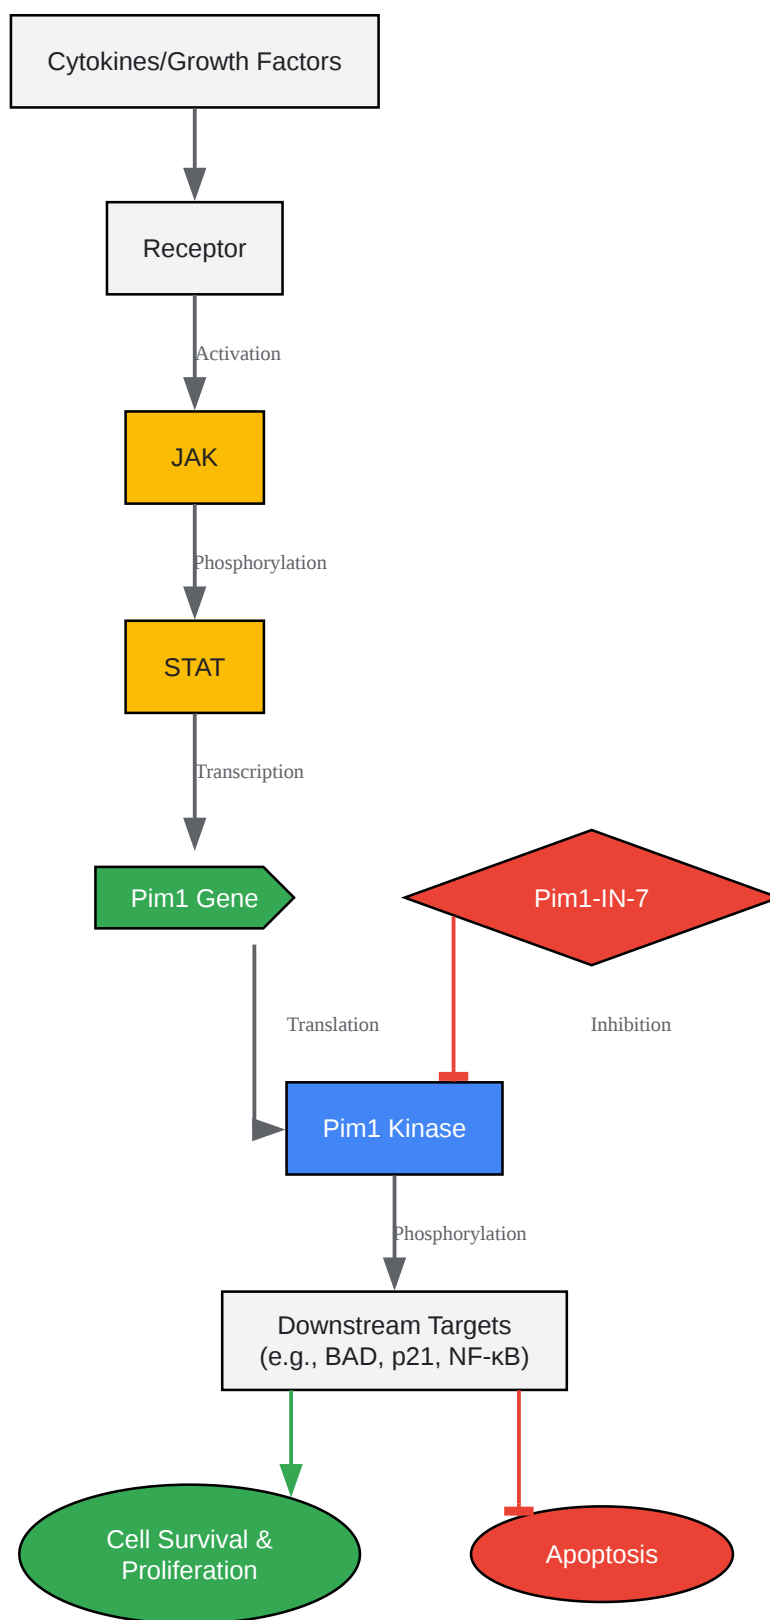 Cytokines/Growth Factors
Receptor
Activation
JAK
Phosphorylation
STAT
Transcription
Pim1 Gene
Pim1-IN-7
Translation
Inhibition
Pim1 Kinase
Phosphorylation
Downstream Targets
(e.g., BAD, p21, NF-κB)
Cell Survival &
Proliferation
Apoptosis